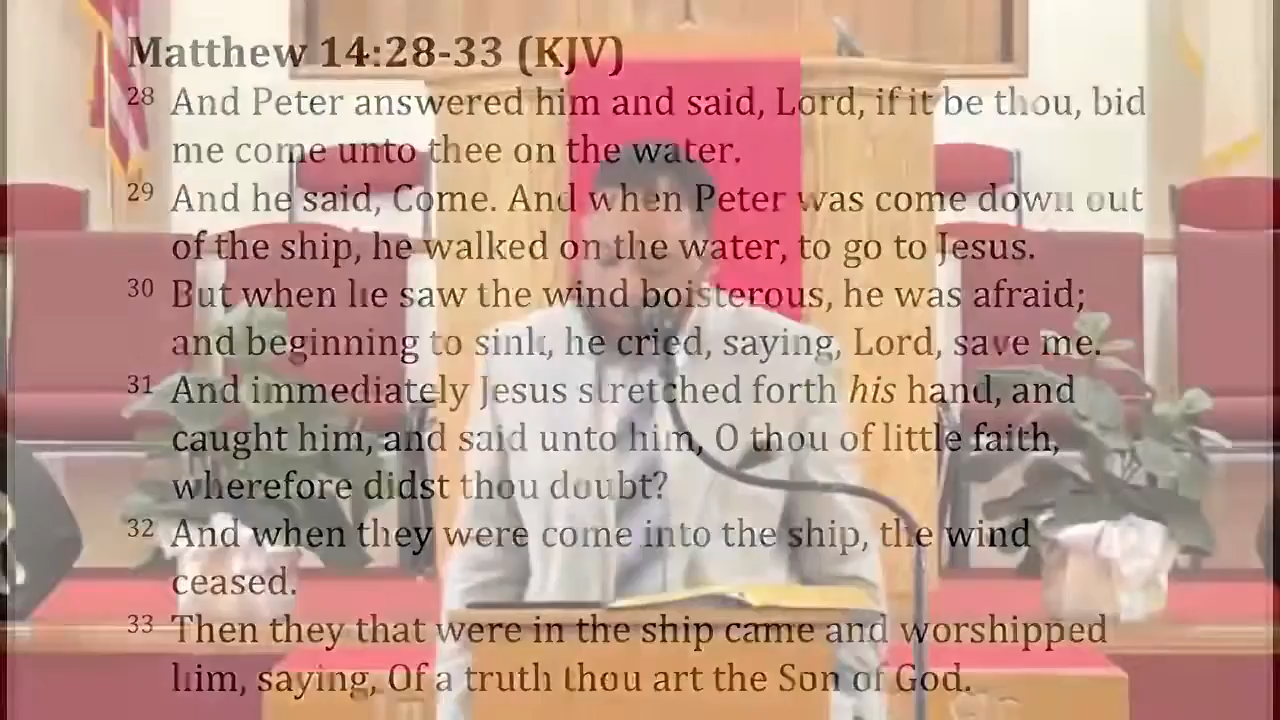 Matthew 14:28-33 (KJV)
28 And Peter answered him and said, Lord, if it be thou, bid
me come unto thee on the water.
29 And he said, Come. And when Peter was come down out
of the ship, he walked on the water, to go to Jesus.
30 But when he saw the wind boisterous, he was afraid;
and beginning to sink, he cried, saying, Lord, save me.
31 And immediately Jesus stretched forth his hand, and
caught him, and said unto him, O thou of little faith,
wherefore didst thou doubt?
32 And when they were come into the ship, the wind
ceased.
33 Then they that were in the ship came and worshipped
him, saying, Of a truth thou art the Son of God.